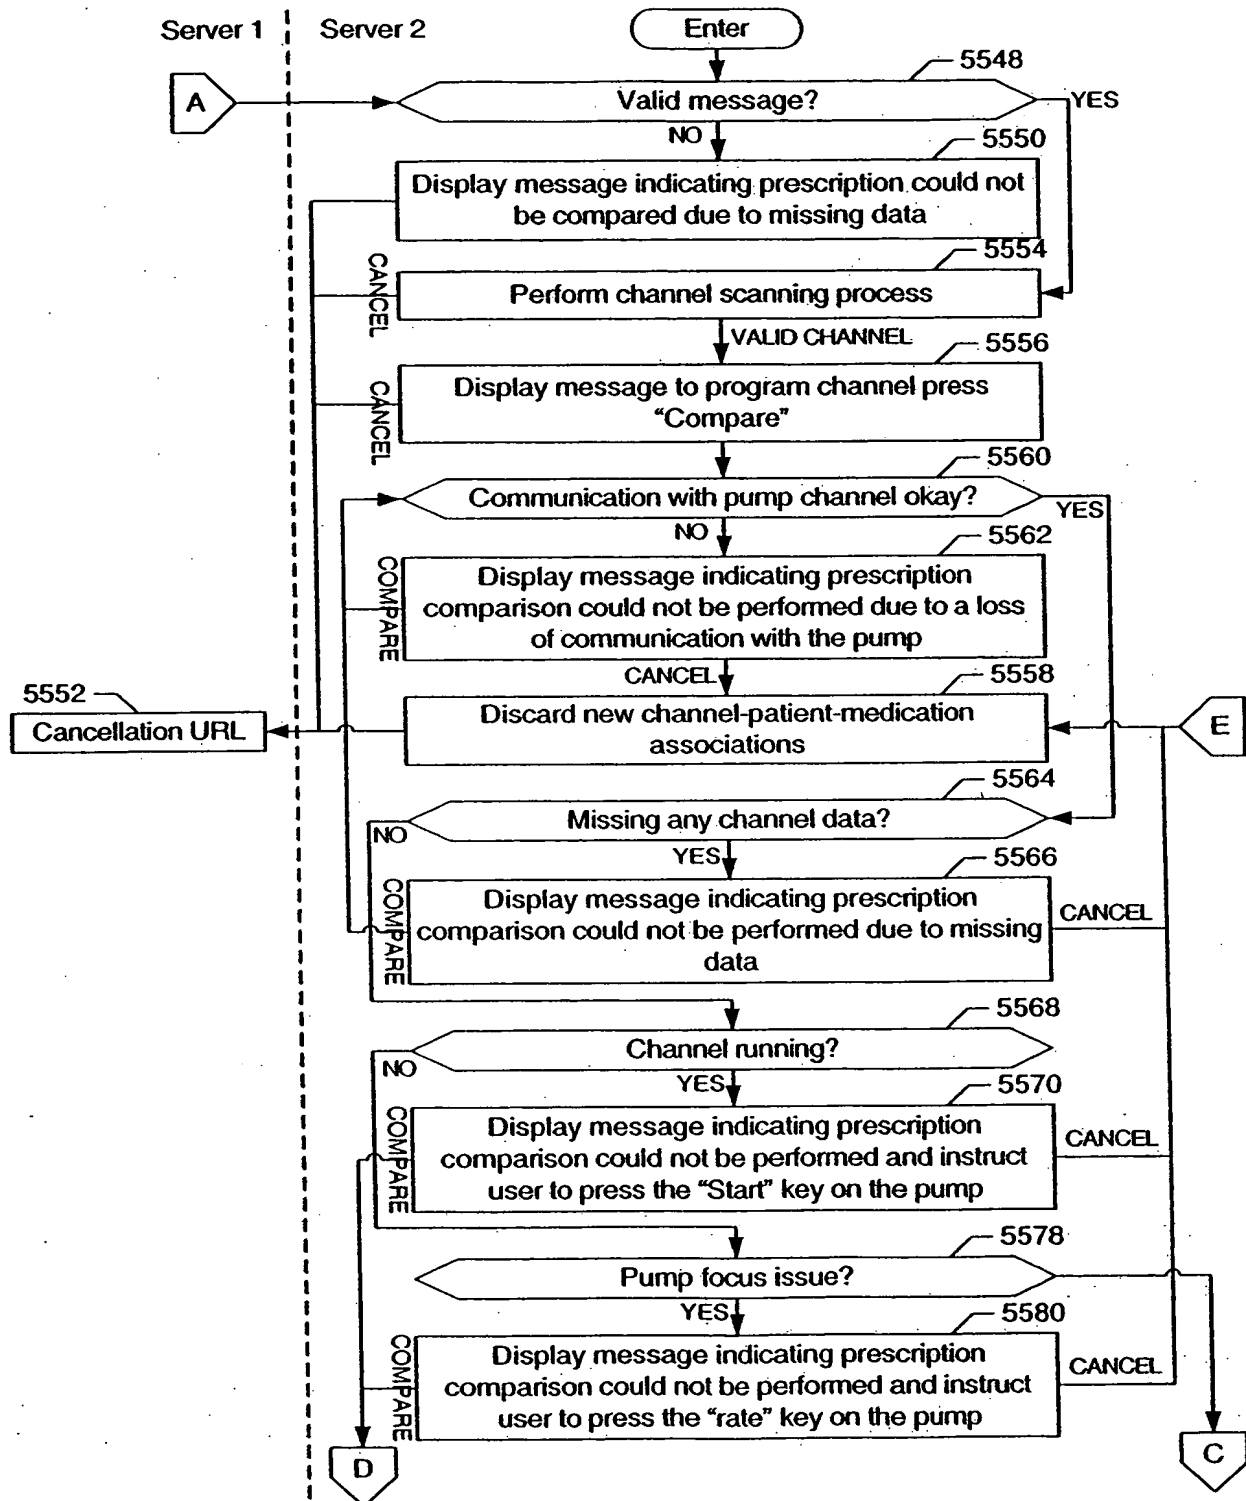 Server 1
Server 2
Enter
5548
A
Valid message?
YES
NO
5550
Display message indicating prescription could not
be compared due to missing data
5554
CANCEL
Perform channel scanning process
VALID CHANNEL
5556
CANCEL
Display message to program channel press
“Compare”
5560
Communication with pump channel okay?
YES
NO
5562
COMPARE
Display message indicating prescription
comparison could not be performed due to a loss
of communication with the pump
CANCEL
5558
5552
Cancellation URL
Discard new channel-patient-medication
associations
E
5564
Missing any channel data?
NO
YES
5566
COMPARE
Display message indicating prescription
comparison could not be performed due to missing
data
CANCEL
5568
Channel running?
NO
YES
5570
COMPARE
Display message indicating prescription
comparison could not be performed and instruct
user to press the “Start” key on the pump
CANCEL
5578
Pump focus issue?
YES
5580
COMPARE
Display message indicating prescription
comparison could not be performed and instruct
user to press the “rate” key on the pump
CANCEL
D
C